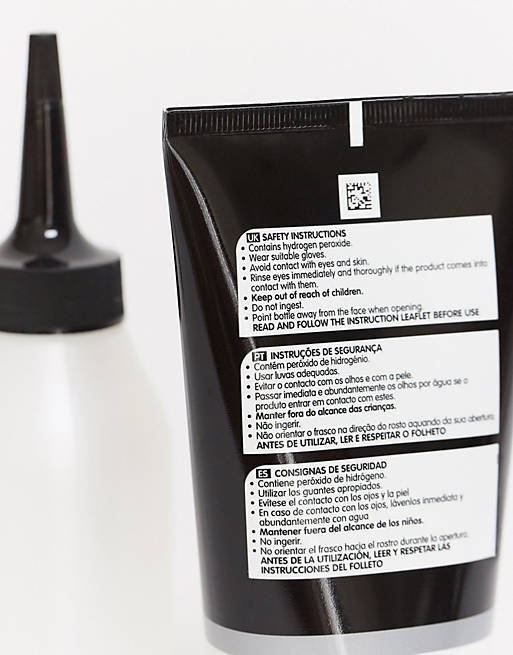 UK SAFETY INSTRUCTIONS
• Contains hydrogen peroxide.
• Wear suitable gloves.
• Avoid contact with eyes and skin.
• Rinse eyes immediately and thoroughly if the product comes into
contact with them.
• Keep out of reach of children.
• Do not ingest.
• Point bottle away from the face when opening.
READ AND FOLLOW THE INSTRUCTION LEAFLET BEFORE USE
PT INSTRUÇÕES DE SEGURANÇA
• Contém peróxido de hidrogénio.
• Usar luvas adequadas.
• Evitar o contacto com os olhos e com a pele.
• Passar imediata e abundantemente os olhos por água se o
produto entrar em contacto com estes.
• Manter fora do alcance das crianças.
• Não ingerir.
• Não orientar o frasco na direção do rosto aquando da sua abertura.
ANTES DE UTILIZAR, LER E RESPEITAR O FOLHETO
ES CONSIGNAS DE SEGURIDAD
• Contiene peróxido de hidrógeno.
• Utilizar los guantes apropiados.
• Evítese el contacto con los ojos y la piel
• En caso de contacto con los ojos, lávenlos inmediata y
abundantemente con agua
• Mantener fuera del alcance de los niños.
• No ingerir.
• No orientar el frasco hacia el rostro durante la apertura.
ANTES DE LA UTILIZACIÓN, LEER Y RESPETAR LAS
INSTRUCCIONES DEL FOLLETO